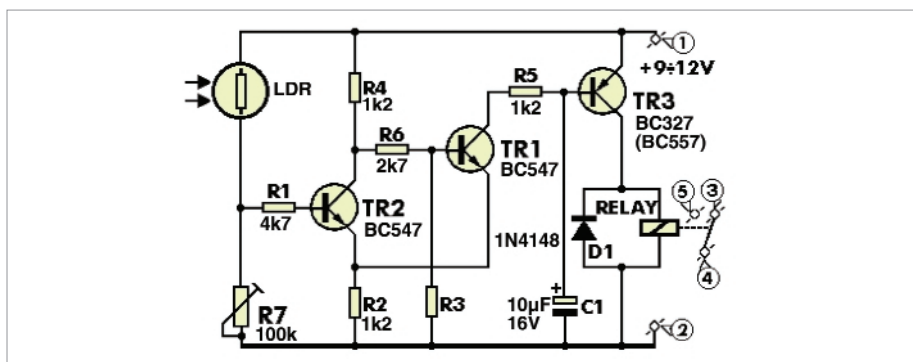 LDR
R4
1k2
R5
1k2
1
+9÷12V
TR3
BC327
(BC557)
R6
2k7
TR1
BC547
R1
4k7
TR2
BC547
RELAY
5
3
1N4148
D1
4
R7
100k
R2
1k2
R3
+
10µF
16V
C1
2